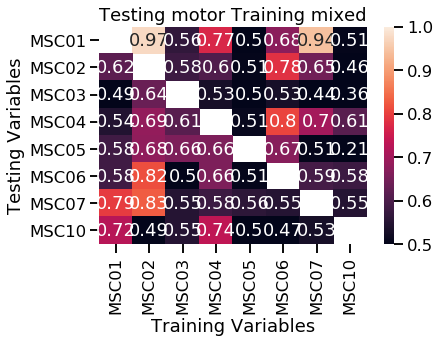 Testing motor Training mixed
MSC01 0.97 0.56 0.77 0.50 0.68 0.94 0.51
MSC02 0.62 0.58 0.6 0.51 0.78 0.65 0.46
MSC03 0.49 0.64 0.53 0.50 0.53 0.44 0.36
MSC04 0.54 0.69 0.61 0.51 0.8 0.7 0.61
MSC05 0.58 0.68 0.66 0.66 0.67 0.51 0.21
MSC06 0.58 0.82 0.5 0.66 0.51 0.59 0.58
MSC07 0.79 0.83 0.55 0.58 0.56 0.55 0.55
MSC10 0.72 0.49 0.55 0.74 0.50 0.47 0.53
MSC01 MSC02 MSC03 MSC04 MSC05 MSC06 MSC07 MSC10
Training Variables
Testing Variables
1.0
0.9
0.8
0.7
0.6
0.5